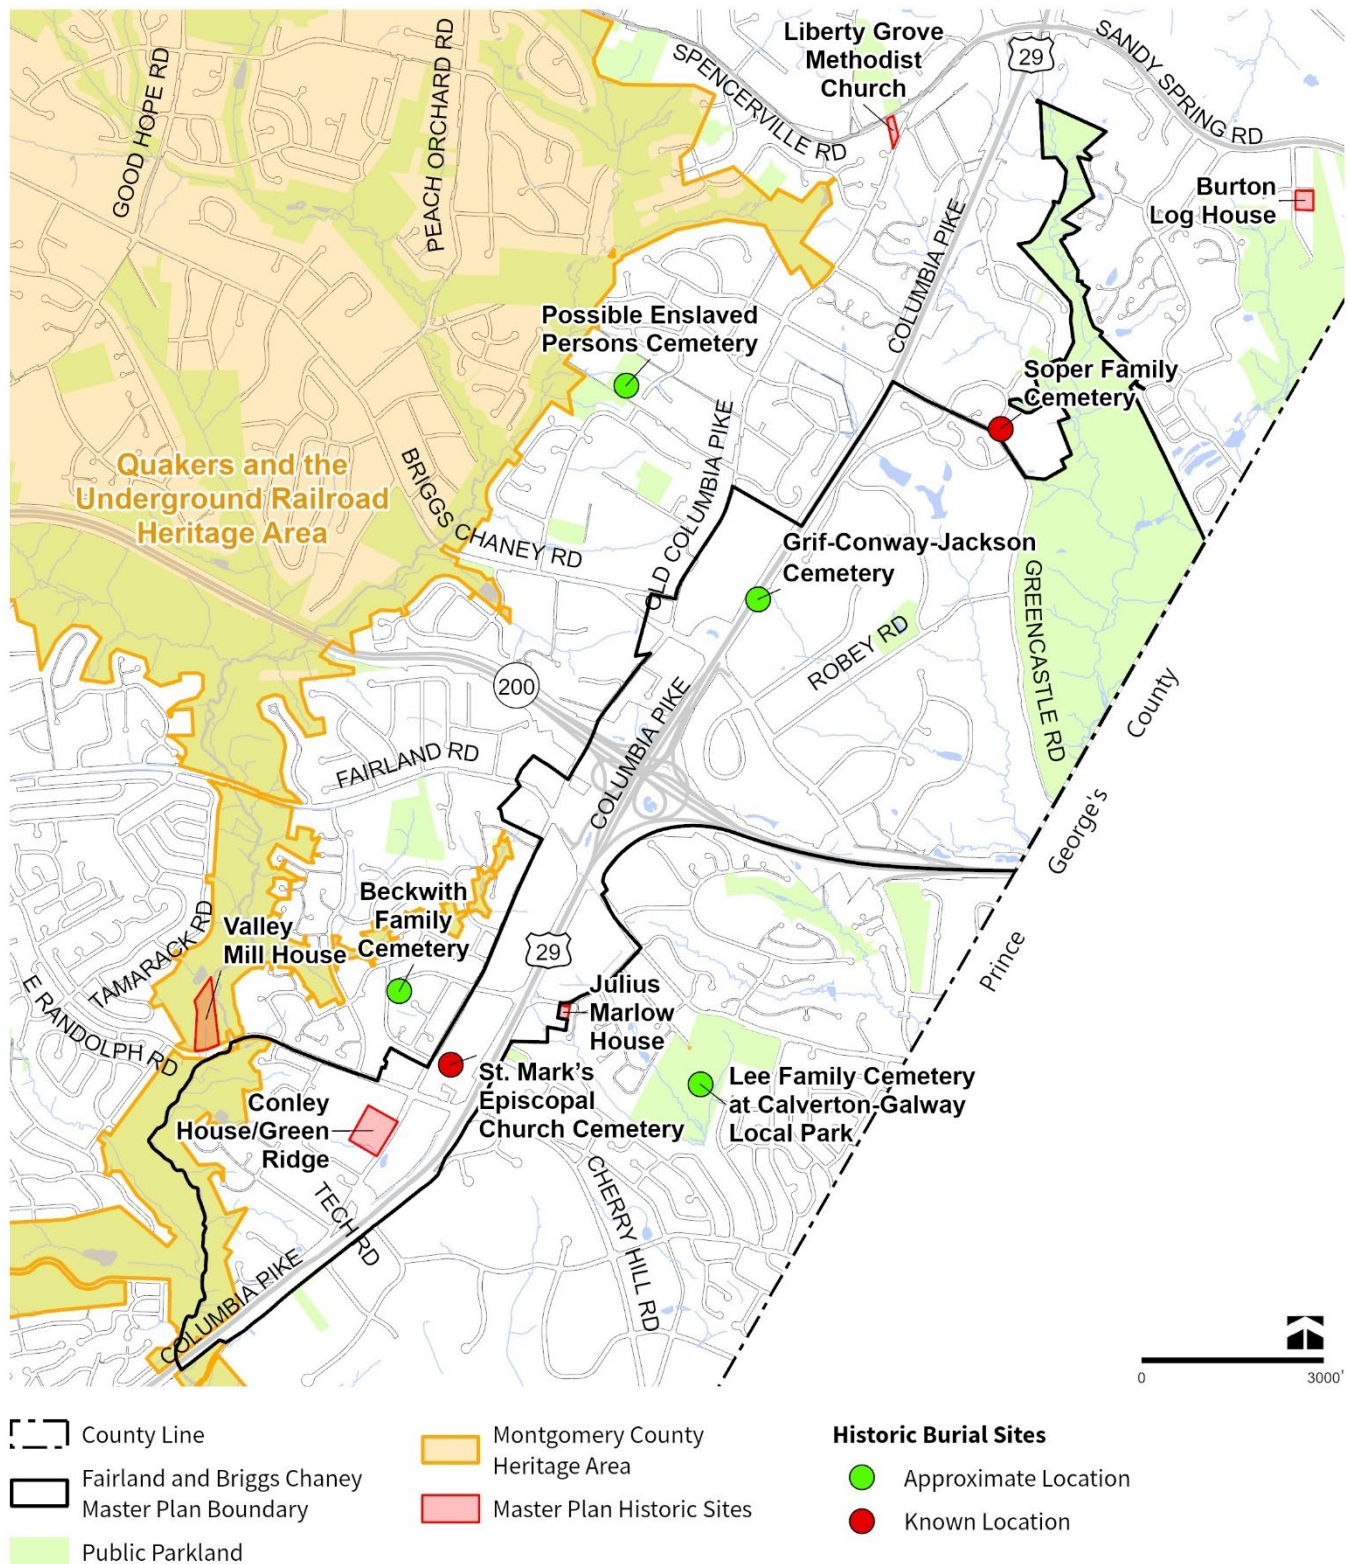 Liberty Grove
Methodist
Church
29
SANDY SPRING RD
SPENCERVILLE RD
GOOD HOPE RD
PEACH ORCHARD RD
Burton
Log House
COLUMBIA PIKE
Possible Enslaved
Persons Cemetery
Soper Family
Cemetery
OLD COLUMBIA PIKE
Quakers and the
Underground Railroad
Heritage Area
BRIGGS CHANEY RD
Grif-Conway-Jackson
Cemetery
GREENCASTLE RD
ROBEY RD
200
COLUMBIA PIKE
FAIRLAND RD
County
George's
Prince
Beckwith
Family
Cemetery
Valley
Mill House
TAMARACK RD
E RANDOLPH RD
29
Julius
Marlow
House
St. Mark's
Episcopal
Church Cemetery
Lee Family Cemetery
at Calverton-Galway
Local Park
Conley
House/Green
Ridge
TECH RD
CHERRY HILL RD
COLUMBIA PIKE
0 3000'
County Line
Fairland and Briggs Chaney
Master Plan Boundary
Public Parkland
Montgomery County
Heritage Area
Master Plan Historic Sites
Historic Burial Sites
Approximate Location
Known Location